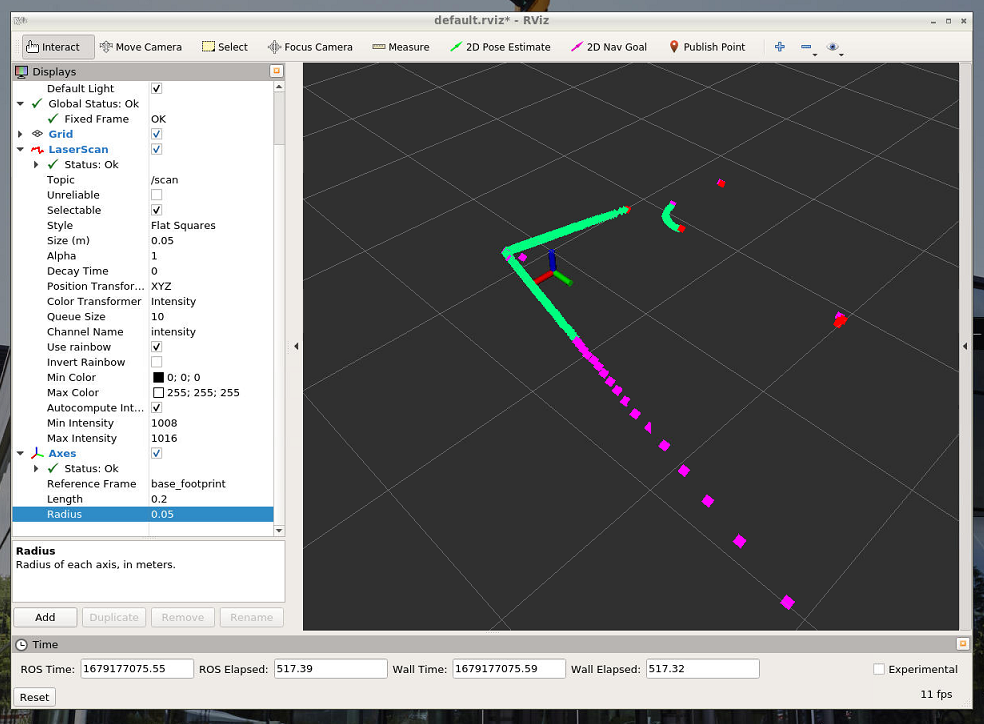 default.rviz* - RViz
Interact Move Camera Select Focus Camera Measure 2D Pose Estimate 2D Nav Goal Publish Point
Displays
Default Light
Global Status: Ok
Fixed Frame OK
Grid
LaserScan
Status: Ok
Topic /scan
Unreliable
Selectable
Style Flat Squares
Size (m) 0.05
Alpha 1
Decay Time 0
Position Transfor... XYZ
Color Transformer Intensity
Queue Size 10
Channel Name intensity
Use rainbow
Invert Rainbow
Min Color 0; 0; 0
Max Color 255; 255; 255
Autocompute Int...
Min Intensity 1008
Max Intensity 1016
Axes
Status: Ok
Reference Frame base_footprint
Length 0.2
Radius 0.05
Radius
Radius of each axis, in meters.
Add Duplicate Remove Rename
Time
ROS Time: 1679177075.55 ROS Elapsed: 517.39 Wall Time: 1679177075.59 Wall Elapsed: 517.32 Experimental
Reset 11 fps